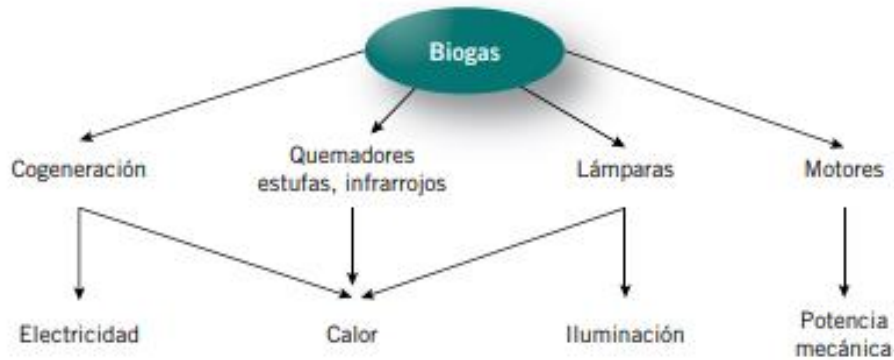 Biogas
Cogeneración
Quemadores
estufas, infrarrojos
Lámparas
Motores
Electricidad
Calor
Iluminación
Potencia
mecánica